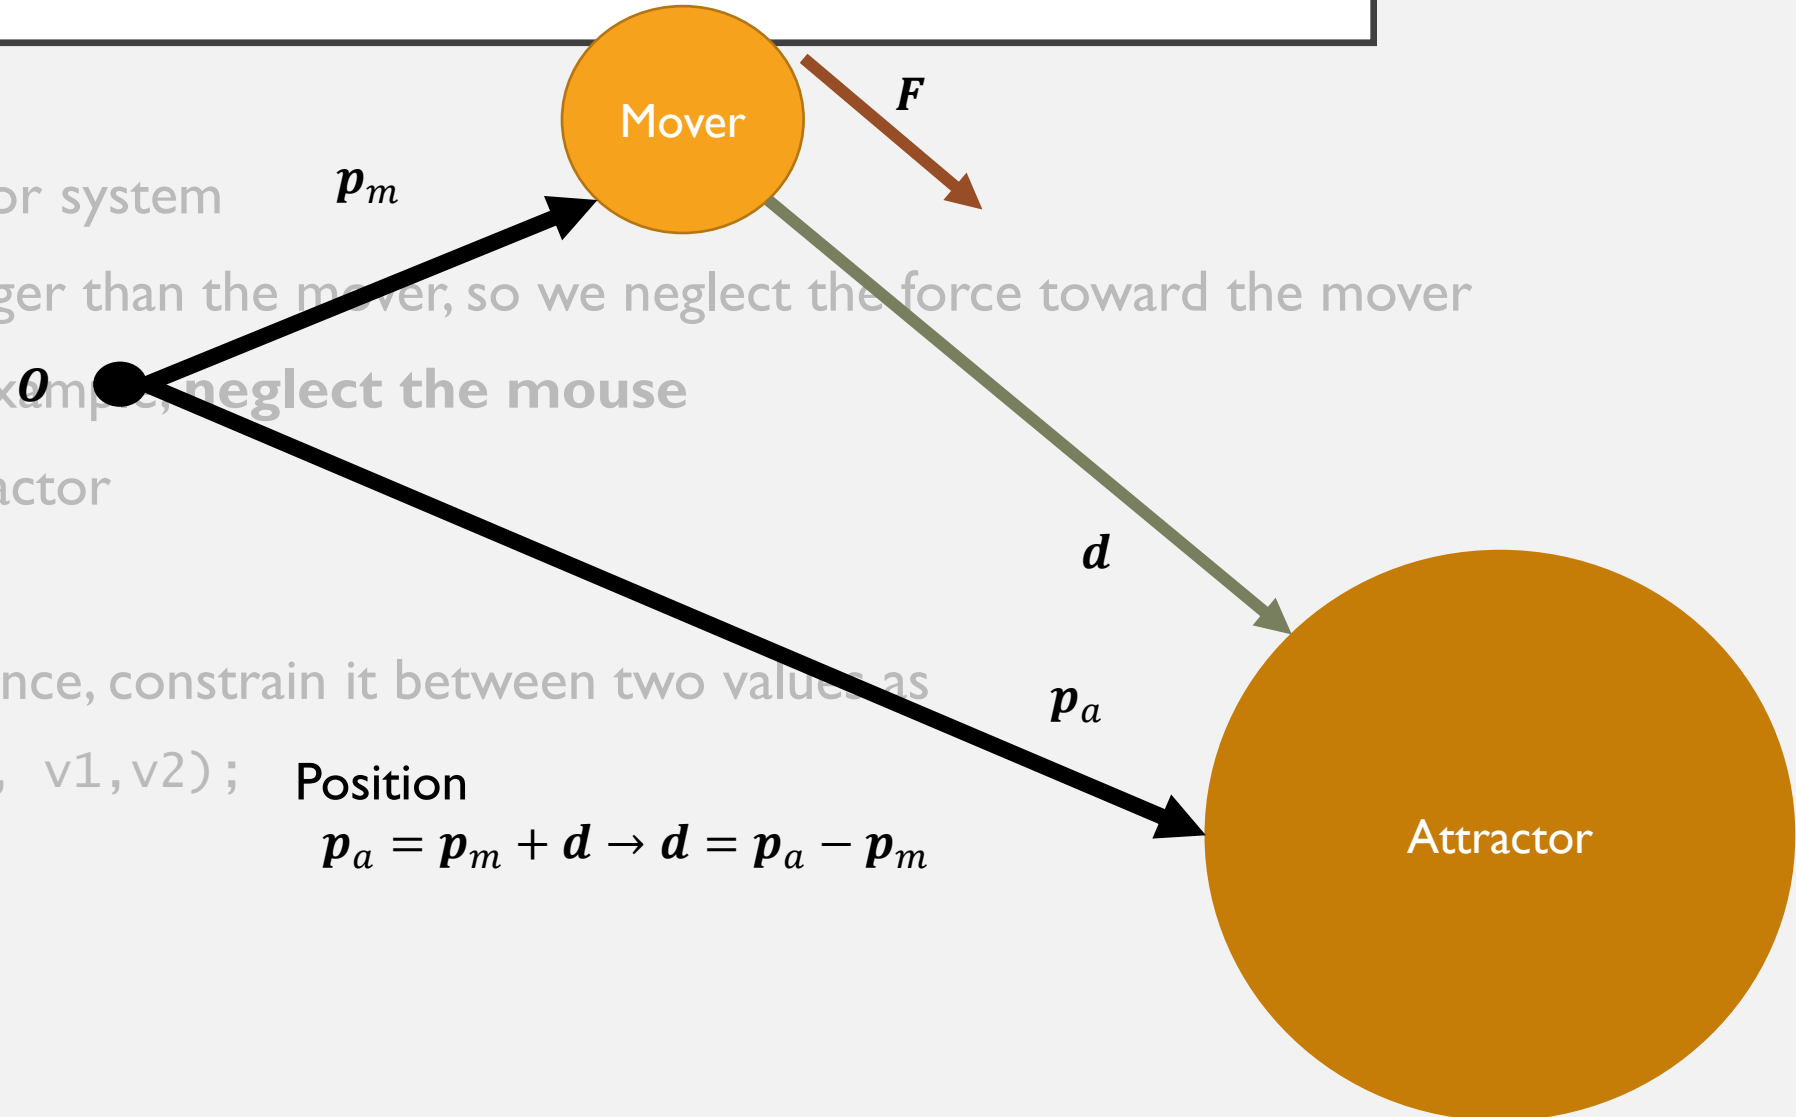 Mover
F
p_m
or system
ger than the mover, so we neglect the force toward the mover
O
xample, neglect the mouse
actor
d
nce, constrain it between two values as
p_a
, v1,v2);
Position
p_a = p_m + d → d = p_a − p_m
Attractor